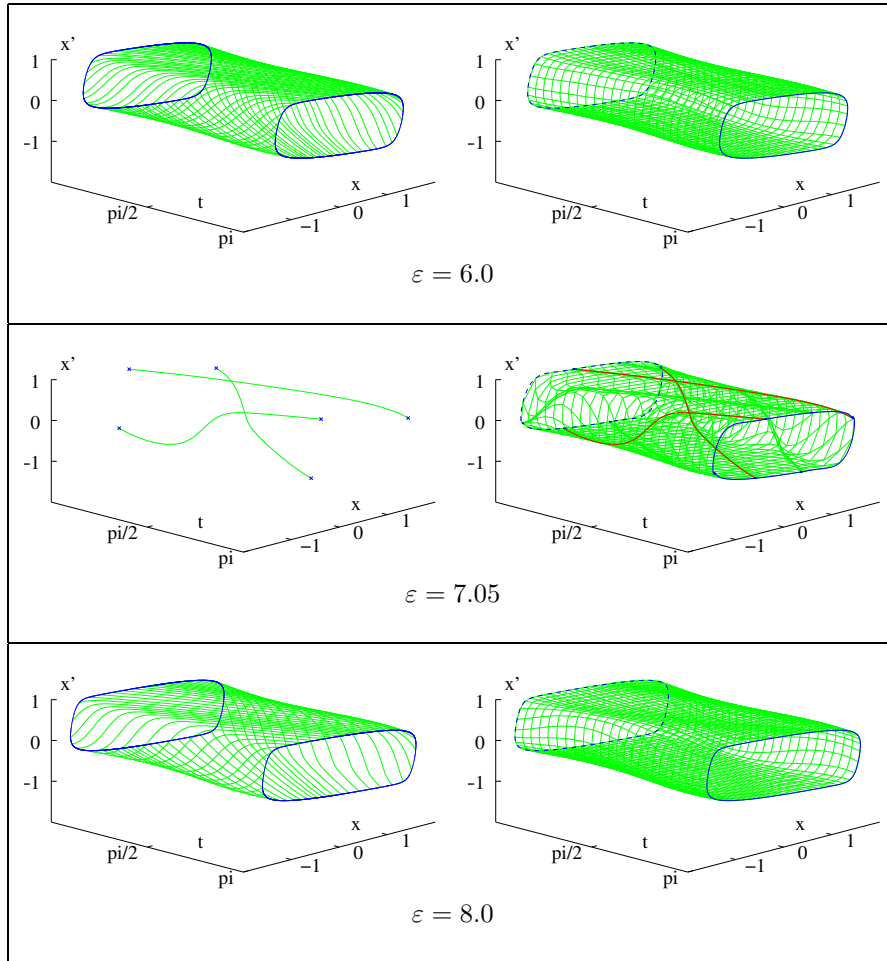 x' x'
1 1
0 0
-1 -1
x x
1 1
t t
0 0
pi/2 pi/2
−1 −1
pi pi
ε = 6.0
x' x'
1 1
0 0
-1 -1
x x
1 1
t t
0 0
pi/2 pi/2
−1 −1
pi pi
ε = 7.05
x' x'
1 1
0 0
-1 -1
x x
1 1
t t
0 0
pi/2 pi/2
−1 −1
pi pi
ε = 8.0